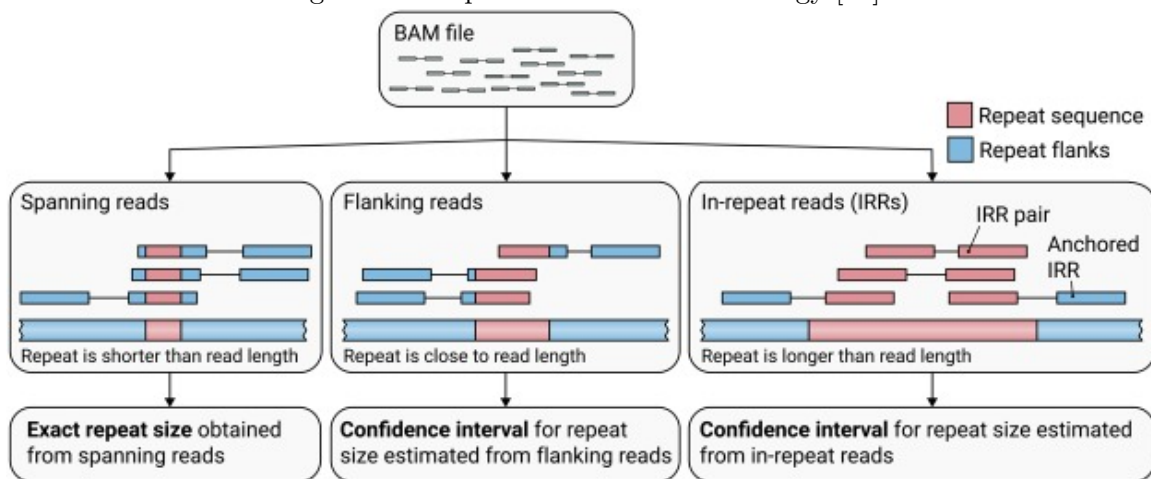 BAM file
Repeat sequence
Repeat flanks
Spanning reads
Repeat is shorter than read length
Flanking reads
Repeat is close to read length
In-repeat reads (IRRs)
IRR pair
Anchored
IRR
Repeat is longer than read length
Exact repeat size obtained
from spanning reads
Confidence interval for repeat
size estimated from flanking reads
Confidence interval for repeat size estimated
from in-repeat reads